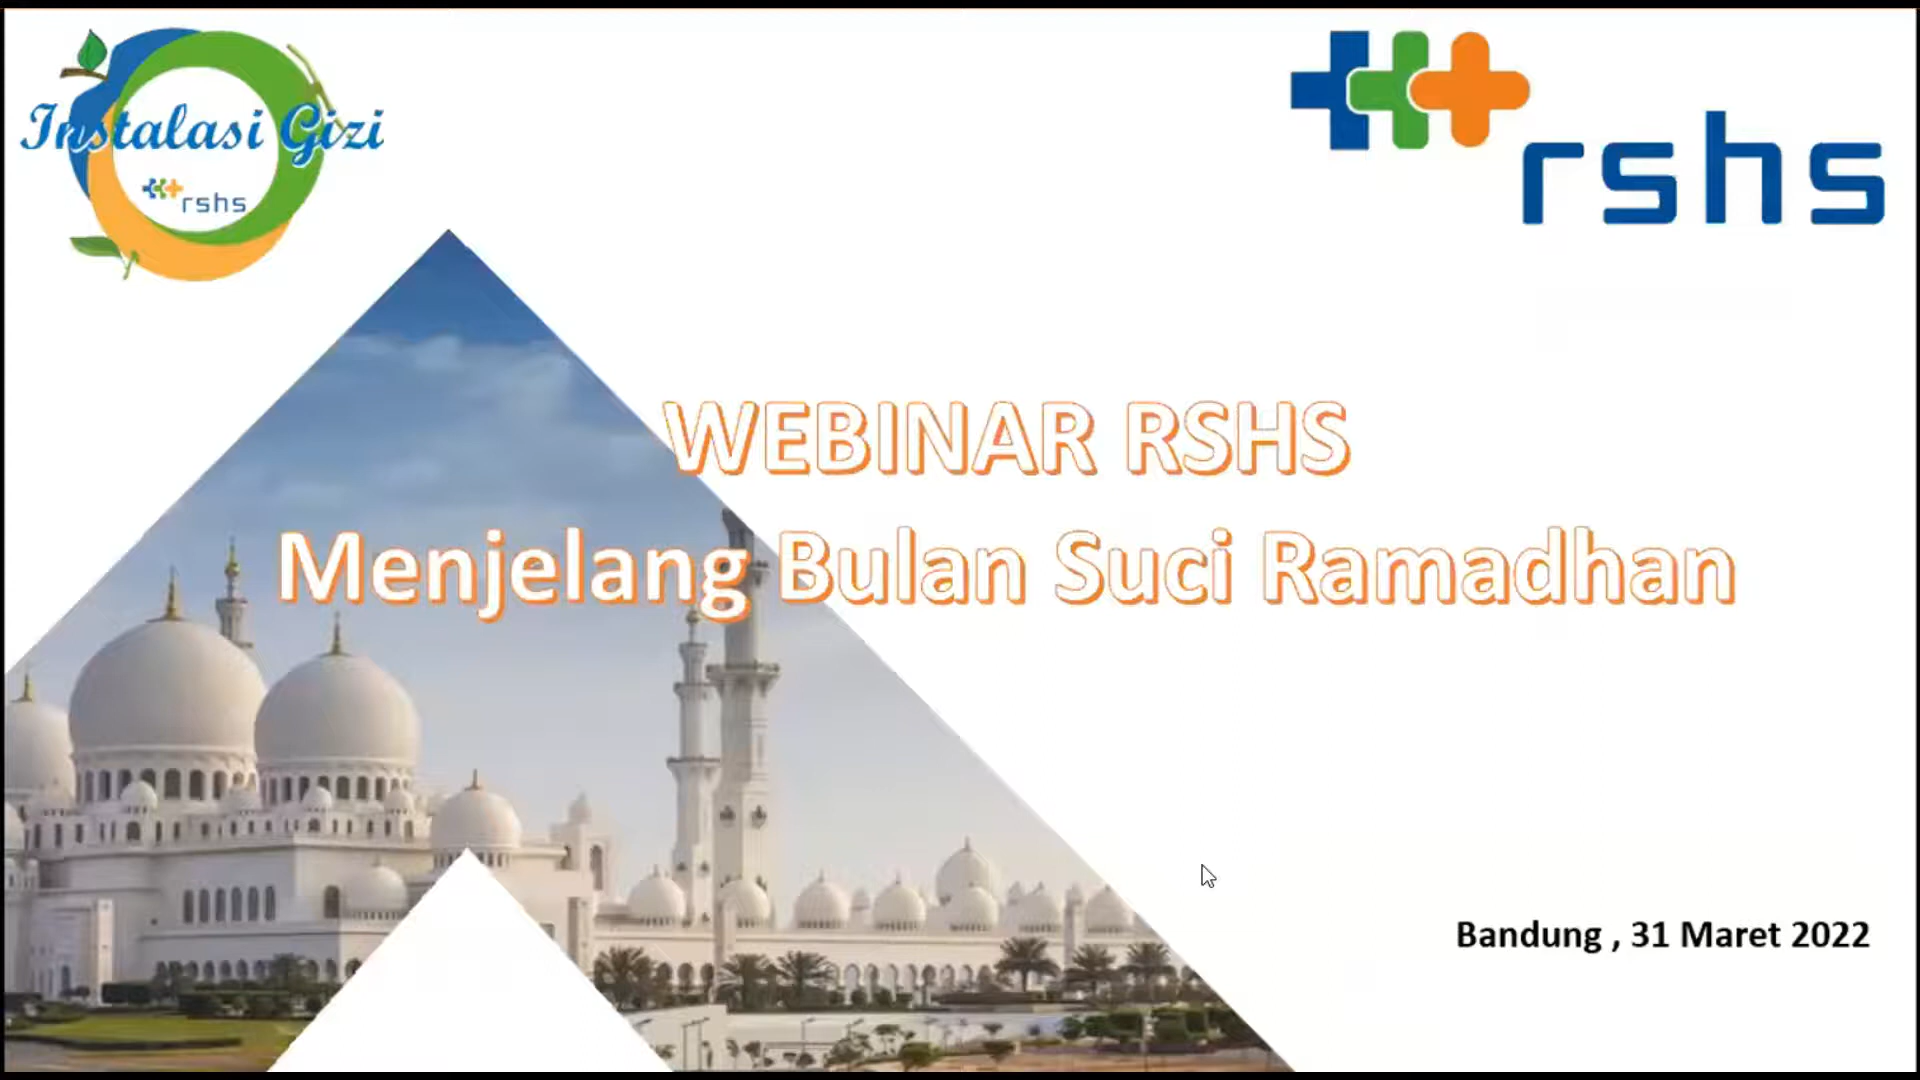 Instalasi Gizi
rshs
rshs
WEBINAR RSHS
Menjelang Bulan Suci Ramadhan
Bandung , 31 Maret 2022